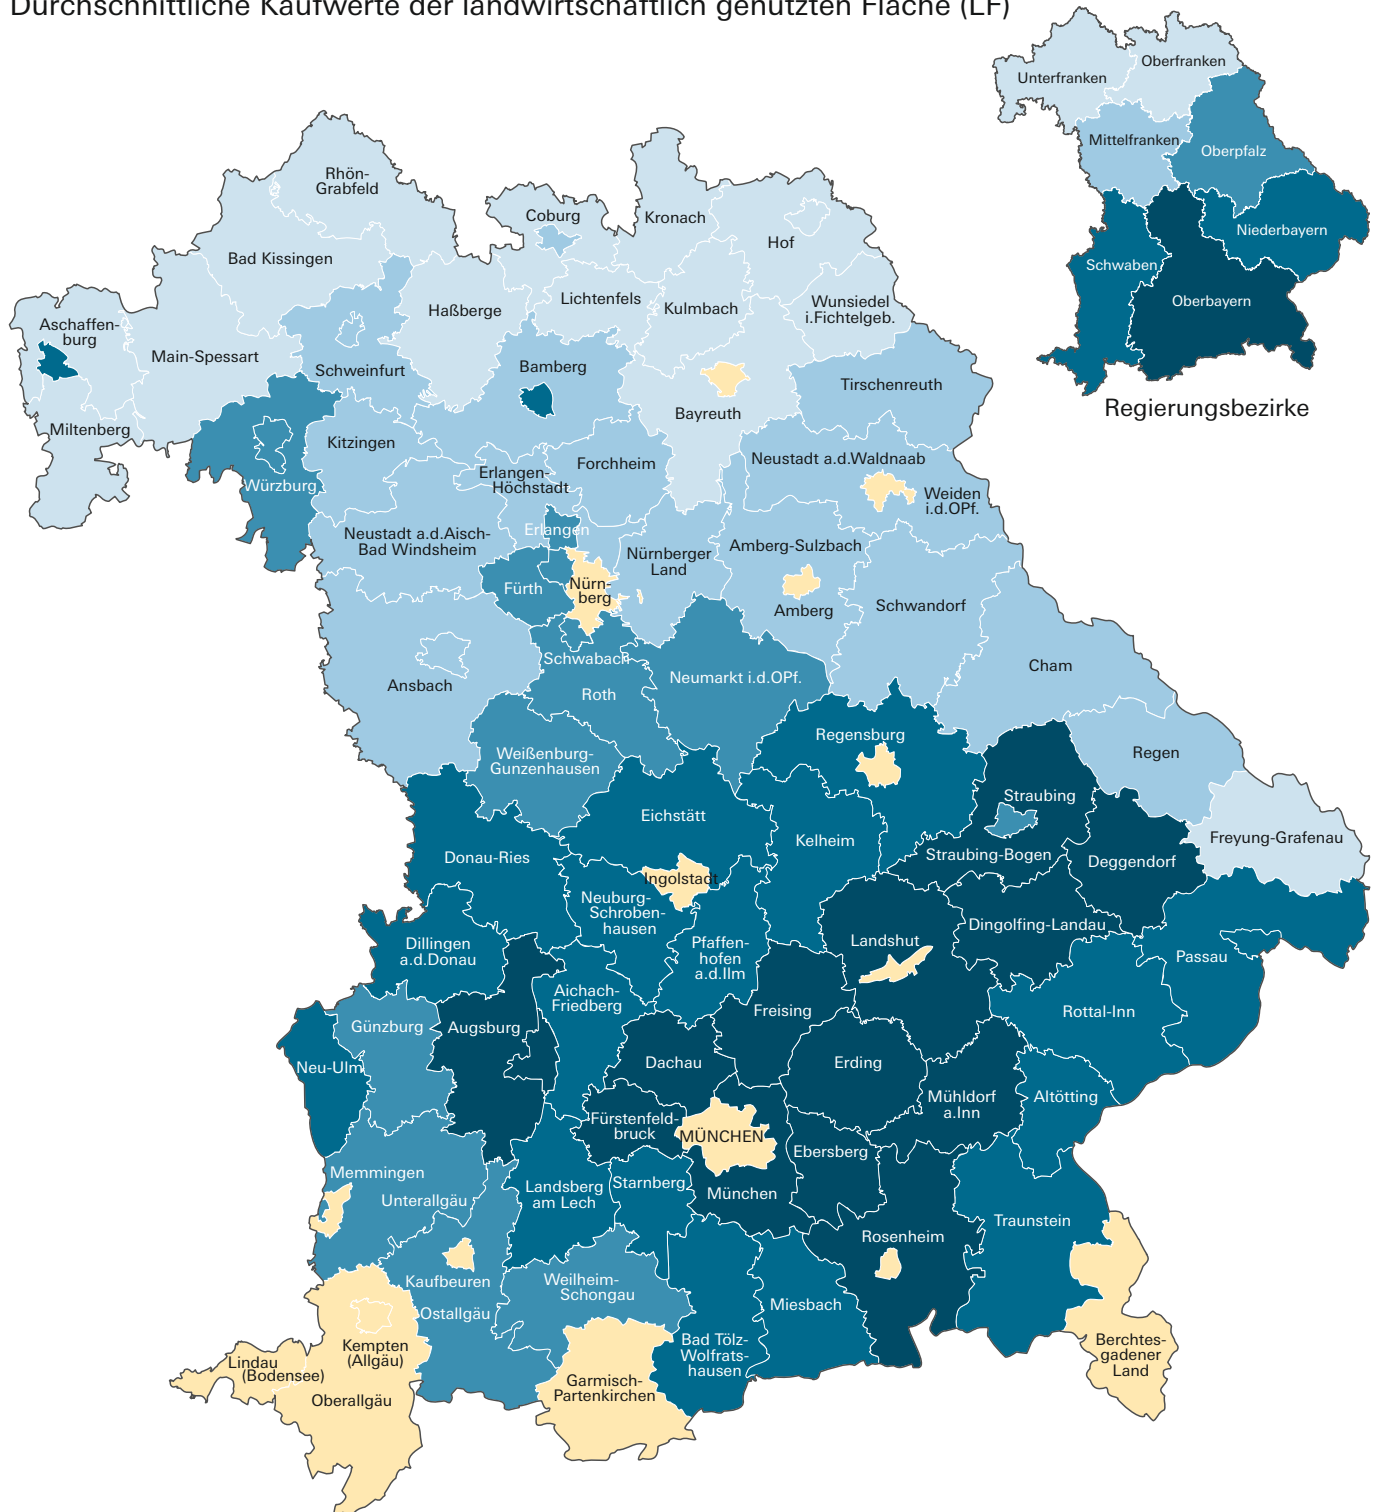 Durchschnittliche Kaufwerte der landwirtschaftlich genutzten Fläche (LF)
Unterfranken
Oberfranken
Mittelfranken
Oberpfalz
Niederbayern
Schwaben
Oberbayern
Regierungsbezirke
Rhön-
Grabfeld
Coburg
Kronach
Hof
Bad Kissingen
Lichtenfels
Haßberge
Kulmbach
Wunsiedel
i.Fichtelgeb.
Aschaffen-
burg
Main-Spessart
Schweinfurt
Bamberg
Tirschenreuth
Bayreuth
Miltenberg
Kitzingen
Forchheim
Neustadt a.d.Waldnaab
Erlangen-
Höchstadt
Würzburg
Weiden
i.d.OPf.
Erlangen
Neustadt a.d.Aisch-
Bad Windsheim
Nürnberger
Land
Amberg-Sulzbach
Fürth
Nürn-
berg
Amberg
Schwandorf
Schwabach
Cham
Ansbach
Roth
Neumarkt i.d.OPf.
Regensburg
Weißenburg-
Gunzenhausen
Regen
Straubing
Eichstätt
Kelheim
Freyung-Grafenau
Donau-Ries
Straubing-Bogen
Deggendorf
Ingolstadt
Neuburg-
Schroben-
hausen
Dingolfing-Landau
Dillingen
a.d.Donau
Pfaffen-
hofen
a.d.Ilm
Landshut
Passau
Aichach-
Friedberg
Freising
Rottal-Inn
Günzburg
Augsburg
Neu-Ulm
Dachau
Erding
Mühldorf
a.Inn
Altötting
Fürstenfeld-
bruck
MÜNCHEN
Ebersberg
Memmingen
Unterallgäu
Landsberg
am Lech
Starnberg
München
Traunstein
Rosenheim
Kaufbeuren
Weilheim-
Schongau
Ostallgäu
Miesbach
Kempten
(Allgäu)
Bad Tölz-
Wolfrats-
hausen
Berchtes-
gadener
Land
Lindau
(Bodensee)
Garmisch-
Partenkirchen
Oberallgäu